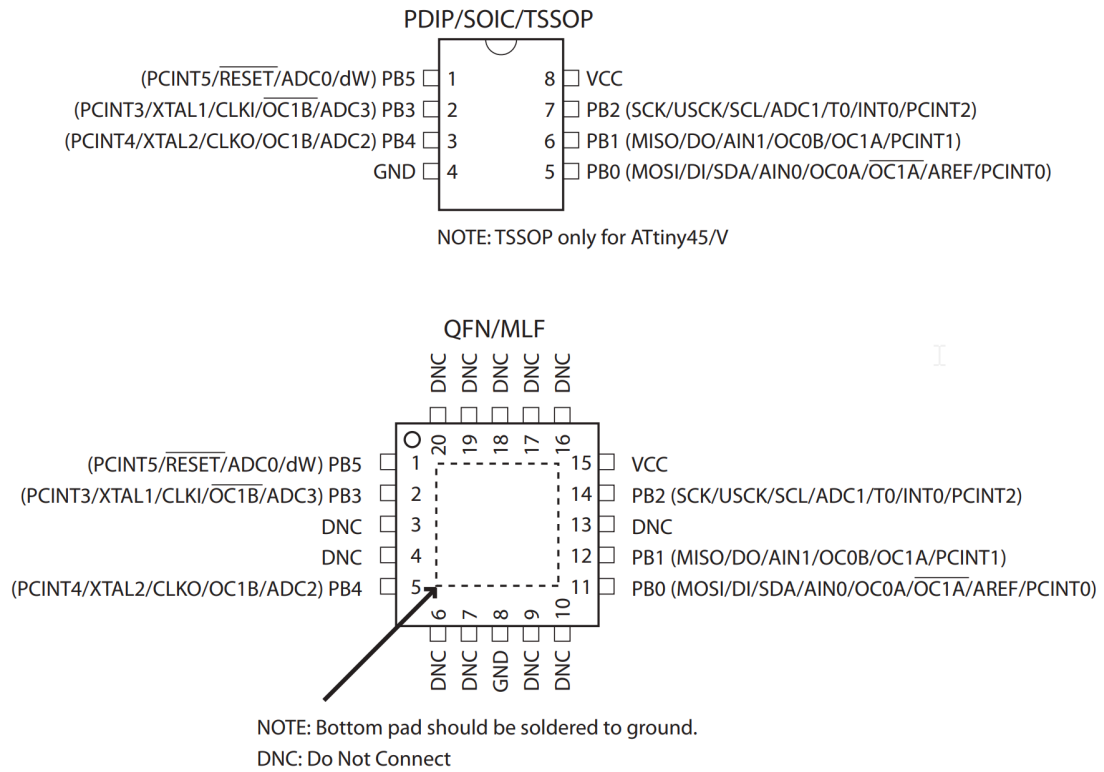 PDIP/SOIC/TSSOP
(PCINT5/RESET/ADC0/dW) PB5 1 8 VCC
(PCINT3/XTAL1/CLKI/OC1B/ADC3) PB3 2 7 PB2 (SCK/USCK/SCL/ADC1/T0/INT0/PCINT2)
(PCINT4/XTAL2/CLKO/OC1B/ADC2) PB4 3 6 PB1 (MISO/DO/AIN1/OC0B/OC1A/PCINT1)
GND 4 5 PB0 (MOSI/DI/SDA/AIN0/OC0A/OC1A/AREF/PCINT0)
NOTE: TSSOP only for ATtiny45/V
QFN/MLF
DNC DNC DNC DNC DNC
20 19 18 17 16
(PCINT5/RESET/ADC0/dW) PB5 1 15 VCC
(PCINT3/XTAL1/CLKI/OC1B/ADC3) PB3 2 14 PB2 (SCK/USCK/SCL/ADC1/T0/INT0/PCINT2)
DNC 3 13 DNC
DNC 4 12 PB1 (MISO/DO/AIN1/OC0B/OC1A/PCINT1)
(PCINT4/XTAL2/CLKO/OC1B/ADC2) PB4 5 11 PB0 (MOSI/DI/SDA/AIN0/OC0A/OC1A/AREF/PCINT0)
6 7 8 9 10
DNC DNC GND DNC DNC
NOTE: Bottom pad should be soldered to ground.
DNC: Do Not Connect